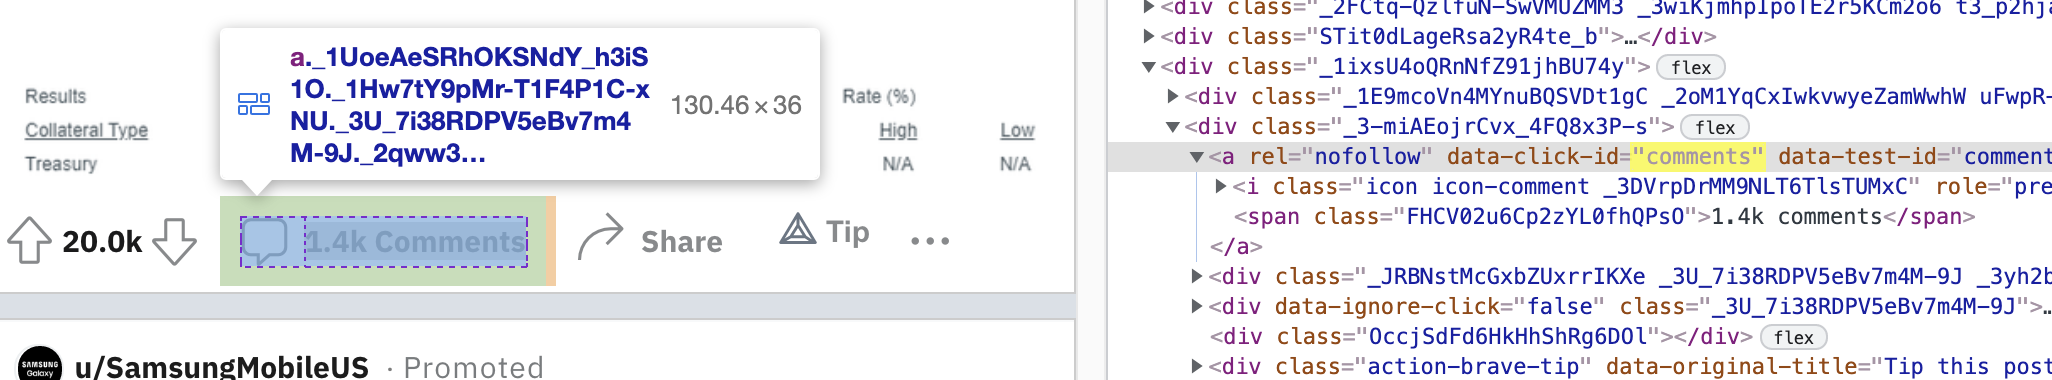 a._1UoeAeSRhOKSNdY_h3iS
1O._1Hw7tY9pMr-T1F4P1C-x
NU._3U_7i38RDPV5eBv7m4
M-9J._2qww3...
130.46 × 36
Results
Rate (%)
Collateral Type
High
Low
Treasury
N/A
N/A
20.0k
1.4k Comments
Share
Tip
SAMSUNG
Galaxy
u/SamsungMobileUS · Promoted
<div class="_2FCtq-QzlfuN-SwVMUZMM3 _3wiKjmhpIpoTE2r5KCm2o6 t3_p2hj
<div class="STit0dLageRsa2yR4te_b">…</div>
<div class="_1ixsU4oQRnNfZ91jhBU74y"> flex
<div class="_1E9mcoVn4MYnuBQSVDt1gC _2oM1YqCxIwkvwyeZamWwhW uFwpR-
<div class="_3-miAEojrCvx_4FQ8x3P-s"> flex
<a rel="nofollow" data-click-id="comments" data-test-id="comment
<i class="icon icon-comment _3DVrpDrMM9NLT6TlsTUMxC" role="pre
<span class="FHCV02u6Cp2zYL0fhQPsO">1.4k comments</span>
</a>
<div class="_JRBNstMcGxbZUxrrIKXe _3U_7i38RDPV5eBv7m4M-9J _3yh2b
<div data-ignore-click="false" class="_3U_7i38RDPV5eBv7m4M-9J">…
<div class="OccjSdFd6HkHhShRg6DOl"></div> flex
<div class="action-brave-tip" data-original-title="Tip this post